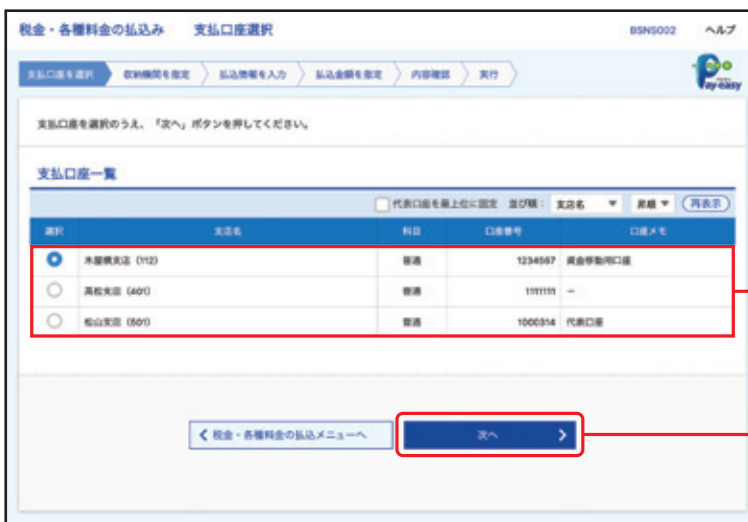 税金・各種料金の払込み 支払口座選択 BSNS002 ヘルプ
支払口座を選択 収納機関を指定 払込情報を入力 払込金額を指定 内容確認 実行
Pay-easy
支払口座を選択のうえ、「次へ」ボタンを押してください。
支払口座一覧
代表口座を最上位に固定 並び順： 支店名 ▼ 昇順 ▼ 再表示
選択 支店名 科目 口座番号 口座メモ
木屋横支店（112） 普通 1234567 資金移動用口座
高松支店（401） 普通 1111111 －
松山支店（501） 普通 1000314 代表口座
税金・各種料金の払込メニューへ 次へ